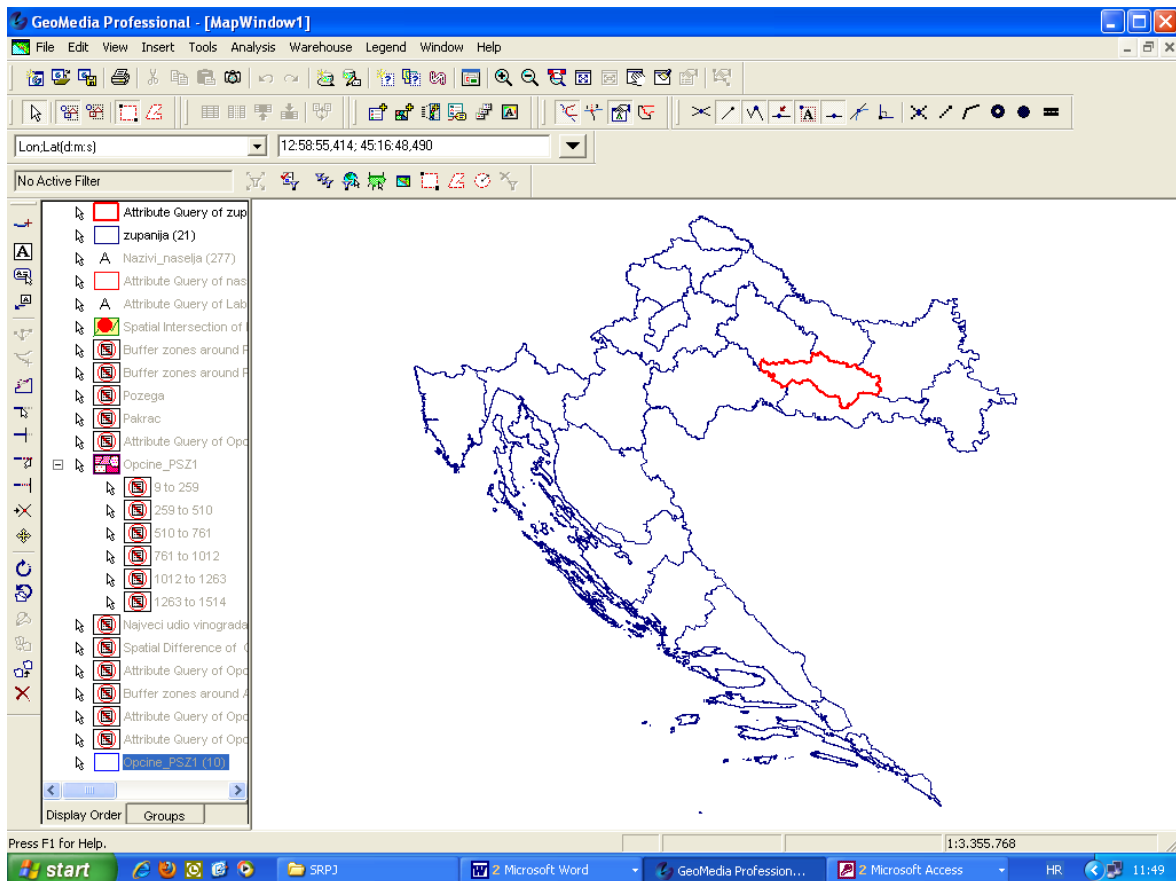 GeoMedia Professional - [MapWindow1]
File Edit View Insert Tools Analysis Warehouse Legend Window Help
Lon;Lat(d:m:s) 12:58:55,414; 45:16:48,490
No Active Filter
Attribute Query of zup
zupanija (21)
A Nazivi_naselja (277)
Attribute Query of nas
A Attribute Query of Lab
Spatial Intersection of
Buffer zones around P
Buffer zones around P
Pozega
Pakrac
Attribute Query of Opc
Opcine_PSZ1
9 to 259
259 to 510
510 to 761
761 to 1012
1012 to 1263
1263 to 1514
Najveci udio vinograda
Spatial Difference of
Attribute Query of Opc
Buffer zones around A
Attribute Query of Opc
Attribute Query of Opc
Opcine_PSZ1 (10)
Display Order Groups
Press F1 for Help. 1:3.355.768
start SRPJ 2 Microsoft Word GeoMedia Profession... 2 Microsoft Access HR 11:49